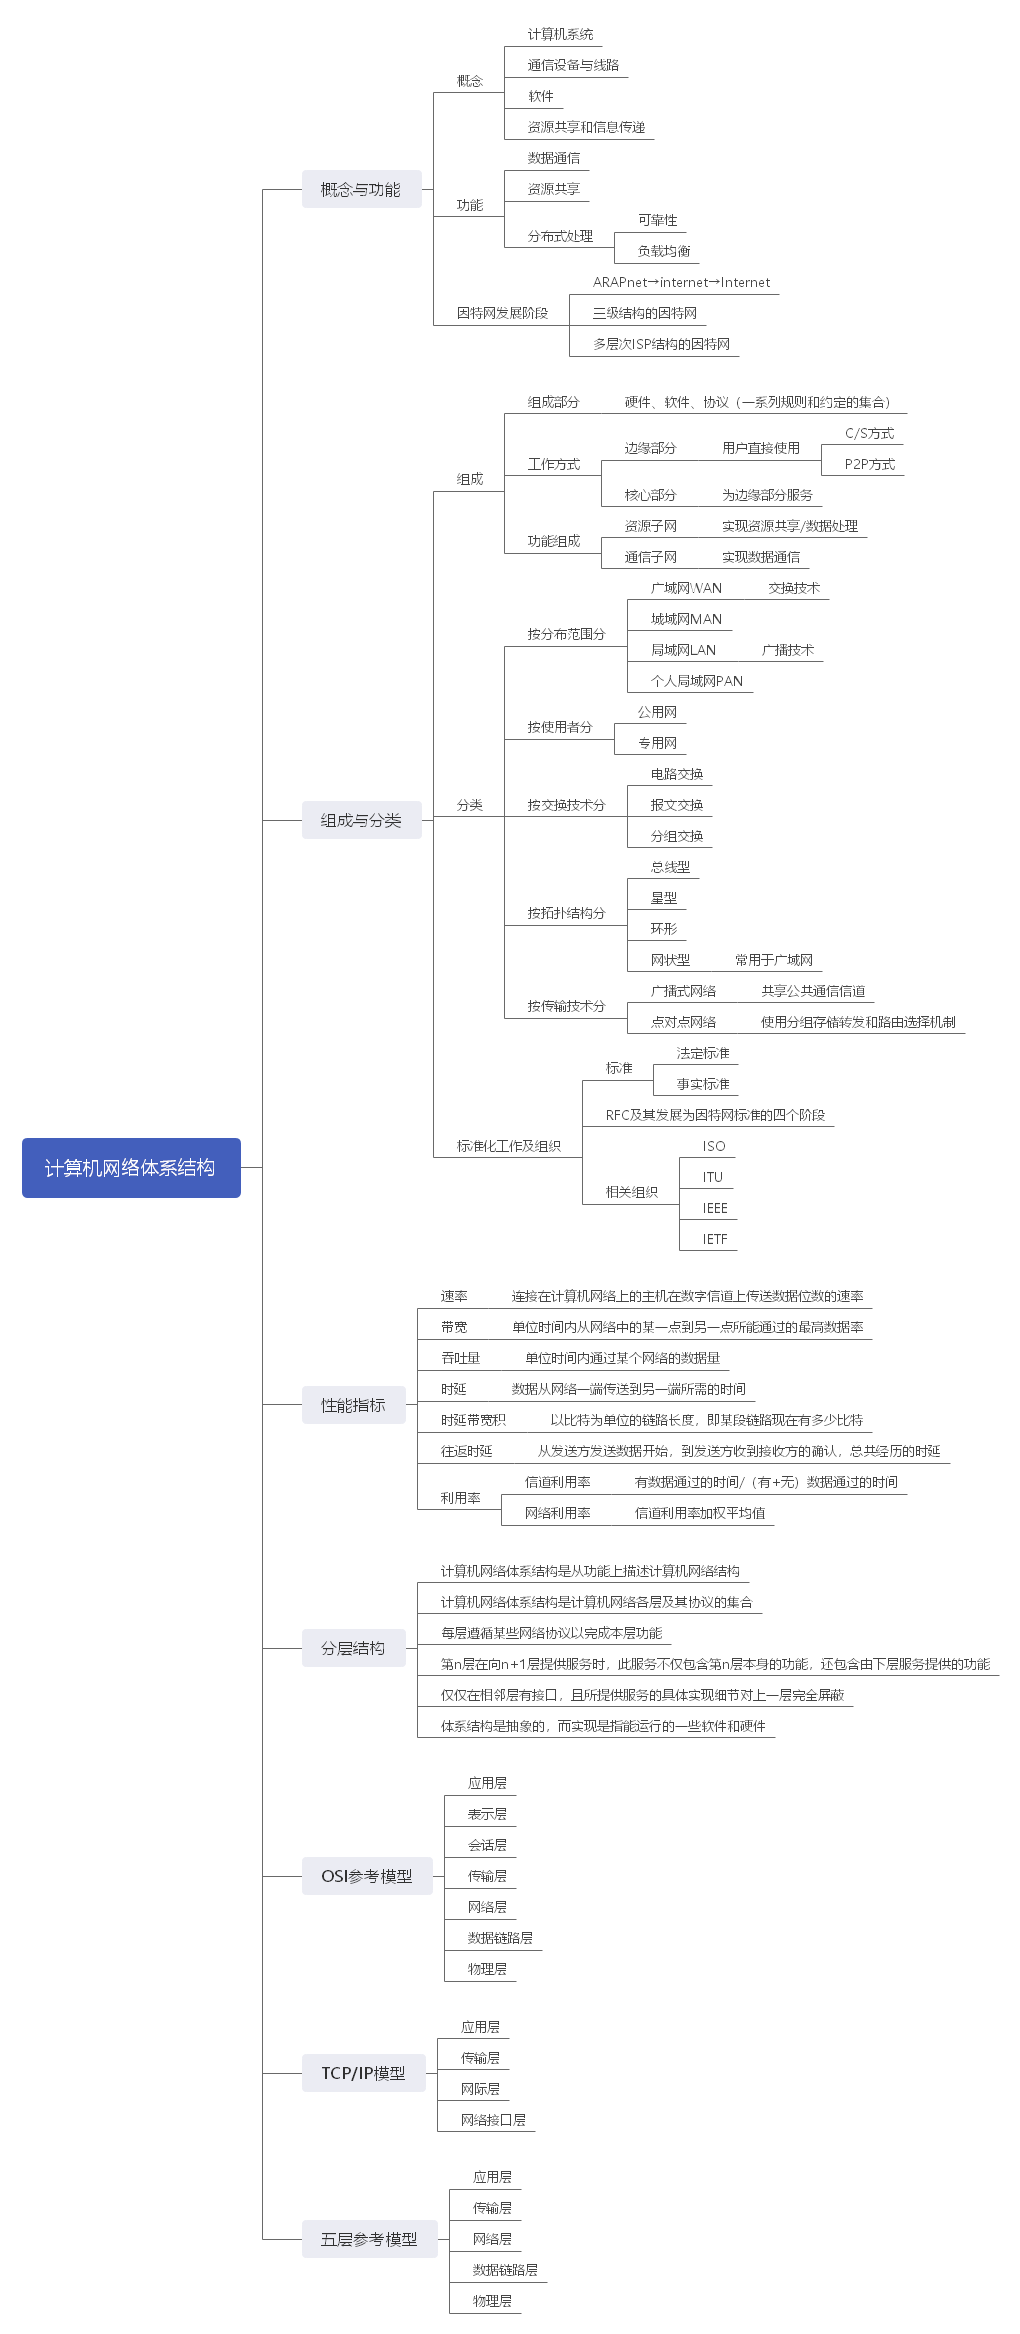 计算机网络体系结构
概念与功能
概念
计算机系统
通信设备与线路
软件
资源共享和信息传递
功能
数据通信
资源共享
分布式处理
可靠性
负载均衡
因特网发展阶段
ARAPnet→internet→Internet
三级结构的因特网
多层次ISP结构的因特网
组成与分类
组成
组成部分
硬件、软件、协议（一系列规则和约定的集合）
工作方式
边缘部分
用户直接使用
C/S方式
P2P方式
核心部分
为边缘部分服务
功能组成
资源子网
实现资源共享/数据处理
通信子网
实现数据通信
分类
按分布范围分
广域网WAN
交换技术
城域网MAN
局域网LAN
广播技术
个人局域网PAN
按使用者分
公用网
专用网
按交换技术分
电路交换
报文交换
分组交换
按拓扑结构分
总线型
星型
环形
网状型
常用于广域网
按传输技术分
广播式网络
共享公共通信信道
点对点网络
使用分组存储转发和路由选择机制
标准化工作及组织
标准
法定标准
事实标准
RFC及其发展为因特网标准的四个阶段
相关组织
ISO
ITU
IEEE
IETF
性能指标
速率
连接在计算机网络上的主机在数字信道上传送数据位数的速率
带宽
单位时间内从网络中的某一点到另一点所能通过的最高数据率
吞吐量
单位时间内通过某个网络的数据量
时延
数据从网络一端传送到另一端所需的时间
时延带宽积
以比特为单位的链路长度，即某段链路现在有多少比特
往返时延
从发送方发送数据开始，到发送方收到接收方的确认，总共经历的时延
利用率
信道利用率
有数据通过的时间/（有+无）数据通过的时间
网络利用率
信道利用率加权平均值
分层结构
计算机网络体系结构是从功能上描述计算机网络结构
计算机网络体系结构是计算机网络各层及其协议的集合
每层遵循某些网络协议以完成本层功能
第n层在向n+1层提供服务时，此服务不仅包含第n层本身的功能，还包含由下层服务提供的功能
仅仅在相邻层有接口，且所提供服务的具体实现细节对上一层完全屏蔽
体系结构是抽象的，而实现是指能运行的一些软件和硬件
OSI参考模型
应用层
表示层
会话层
传输层
网络层
数据链路层
物理层
TCP/IP模型
应用层
传输层
网际层
网络接口层
五层参考模型
应用层
传输层
网络层
数据链路层
物理层